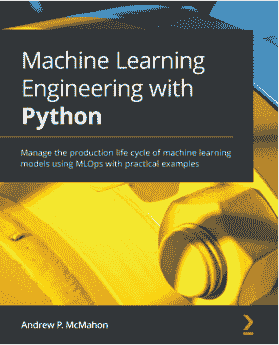 Machine Learning
Engineering with
Python
Manage the production life cycle of machine learning
models using MLOps with practical examples
Andrew P. McMahon